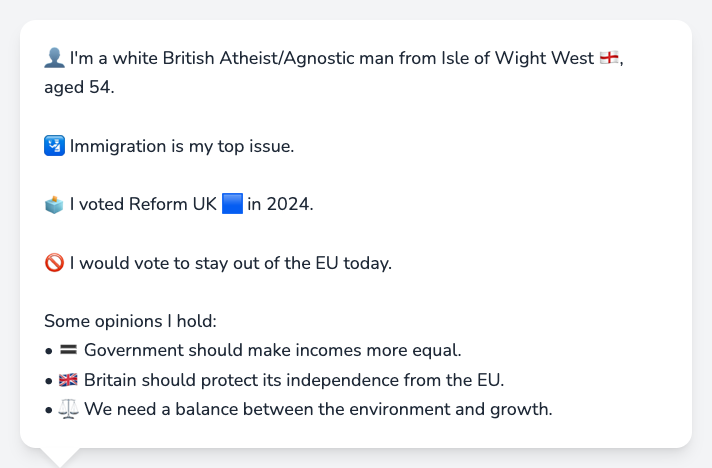 👤 I'm a white British Atheist/Agnostic man from Isle of Wight West 🏴󠁧󠁢󠁥󠁮󠁧󠁿,
aged 54.
🛂 Immigration is my top issue.
🗳️ I voted Reform UK 🟦 in 2024.
🚫 I would vote to stay out of the EU today.
Some opinions I hold:
• 🟰 Government should make incomes more equal.
• 🇬🇧 Britain should protect its independence from the EU.
• ⚖️ We need a balance between the environment and growth.